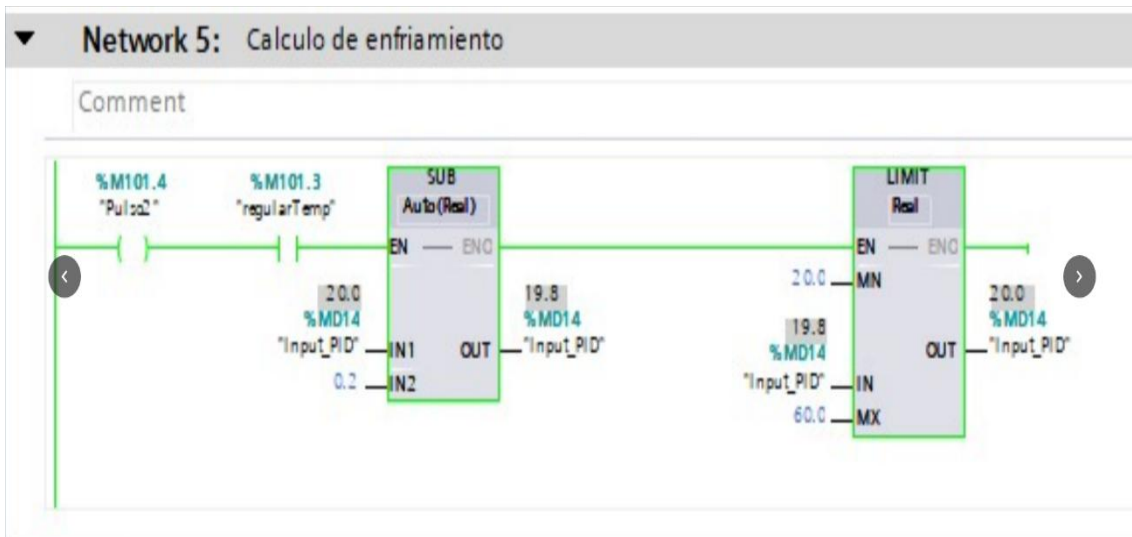 Network 5: Calculo de enfriamiento
Comment
%M101.4
"Pulso2"
%M101.3
"regularTemp"
SUB
Auto (Real)
EN
ENO
20.0
%MD14
"Input_PID"
IN1
0.2
IN2
19.8
%MD14
OUT
"Input_PID"
LIMIT
Real
EN
ENO
20.0
MN
19.8
%MD14
"Input_PID"
IN
60.0
MX
20.0
%MD14
OUT
"Input_PID"